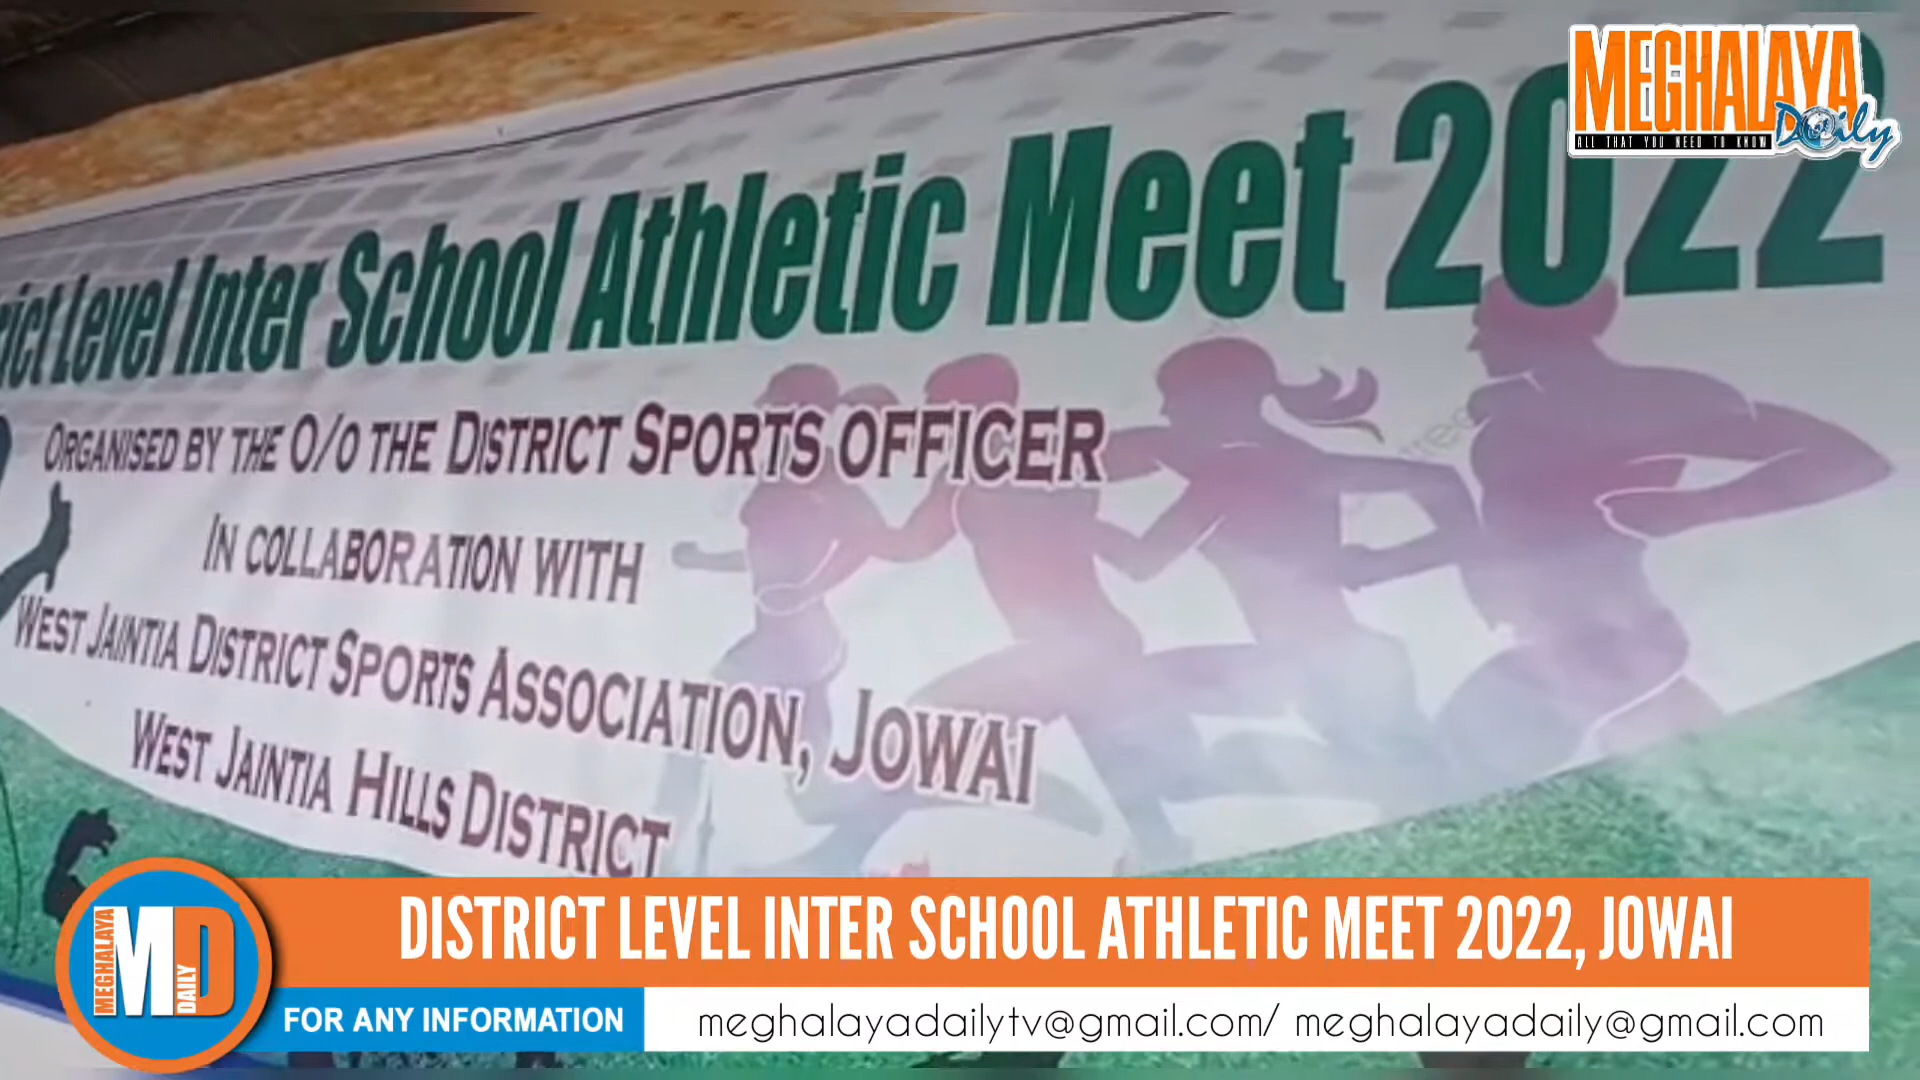 MEGHALAYA
Daily
ALL THAT YOU NEED TO KNOW
rict Level Inter School Athletic Meet 2022
ORGANISED BY THE O/O THE DISTRICT SPORTS OFFICER
IN COLLABORATION WITH
WEST JAINTIA DISTRICT SPORTS ASSOCIATION, JOWAI
WEST JAINTIA HILLS DISTRICT
MEGHALAYA
MD
DAILY
DISTRICT LEVEL INTER SCHOOL ATHLETIC MEET 2022, JOWAI
FOR ANY INFORMATION
meghalayadailytv@gmail.com/ meghalayadaily@gmail.com